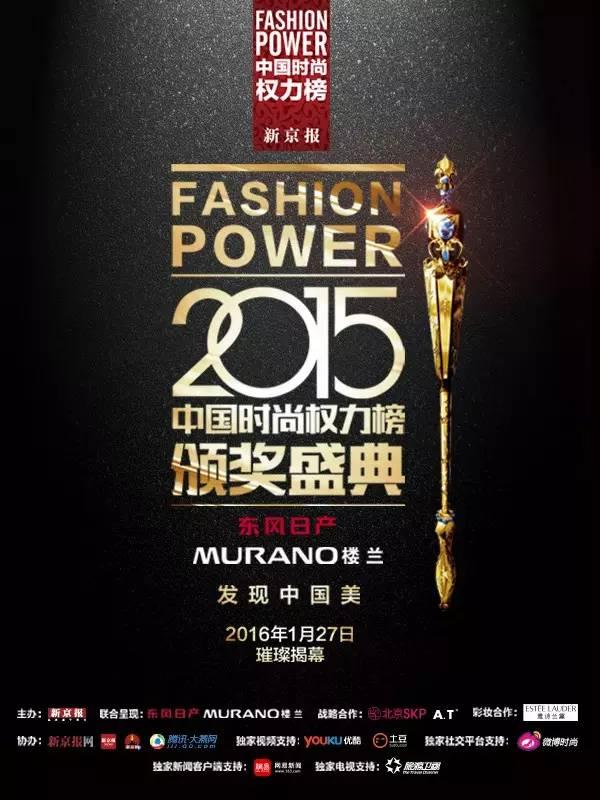 FASHION
POWER
中国时尚
权力榜
新京报
FASHION
POWER
2015
中国时尚权力榜
颁奖盛典
东风日产
MURANO楼兰
发现中国美
2016年1月27日
璀璨揭幕
主办：新京报 联合呈现：东风日产 MURANO楼兰 战略合作：北京SKP A.T 彩妆合作：ESTĒE LAUDER 雅诗兰黛
协办：新京报网 腾讯·大燕网 独家视频支持：YOUKU优酷 土豆 独家社交平台支持：微博时尚
独家新闻客户端支持：网易 网易新闻 www.163.com 独家电视支持：旅游卫视 The Travel Channel